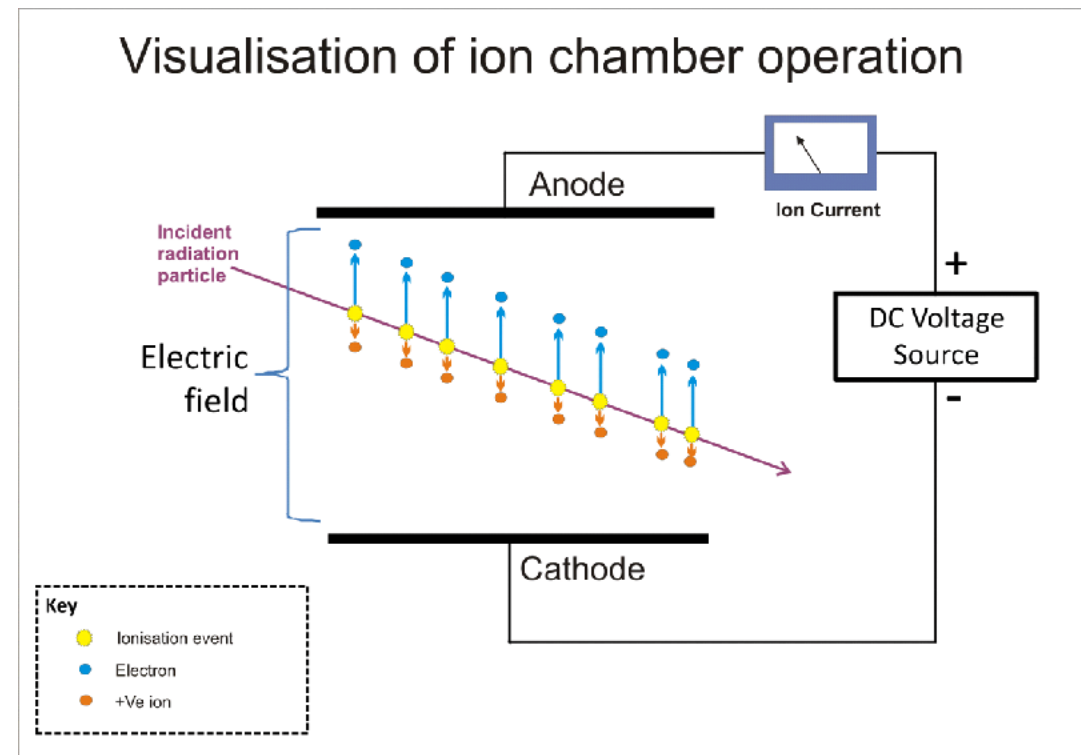 Visualisation of ion chamber operation
Anode
Ion Current
Incident
radiation
particle
+
DC Voltage
Source
-
Electric
field
Cathode
Key
Ionisation event
Electron
+Ve ion